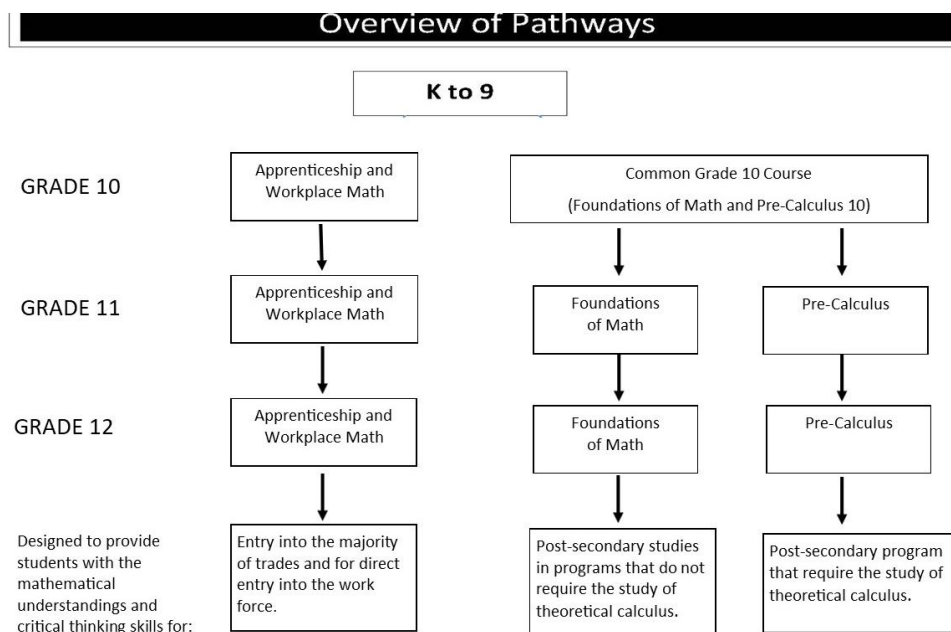 Overview of Pathways
K to 9
GRADE 10
Apprenticeship and
Workplace Math
Common Grade 10 Course
(Foundations of Math and Pre-Calculus 10)
GRADE 11
Apprenticeship and
Workplace Math
Foundations
of Math
Pre-Calculus
GRADE 12
Apprenticeship and
Workplace Math
Foundations
of Math
Pre-Calculus
Designed to provide
students with the
mathematical
understandings and
critical thinking skills for:
Entry into the majority
of trades and for direct
entry into the work
force.
Post-secondary studies
in programs that do not
require the study of
theoretical calculus.
Post-secondary program
that require the study of
theoretical calculus.